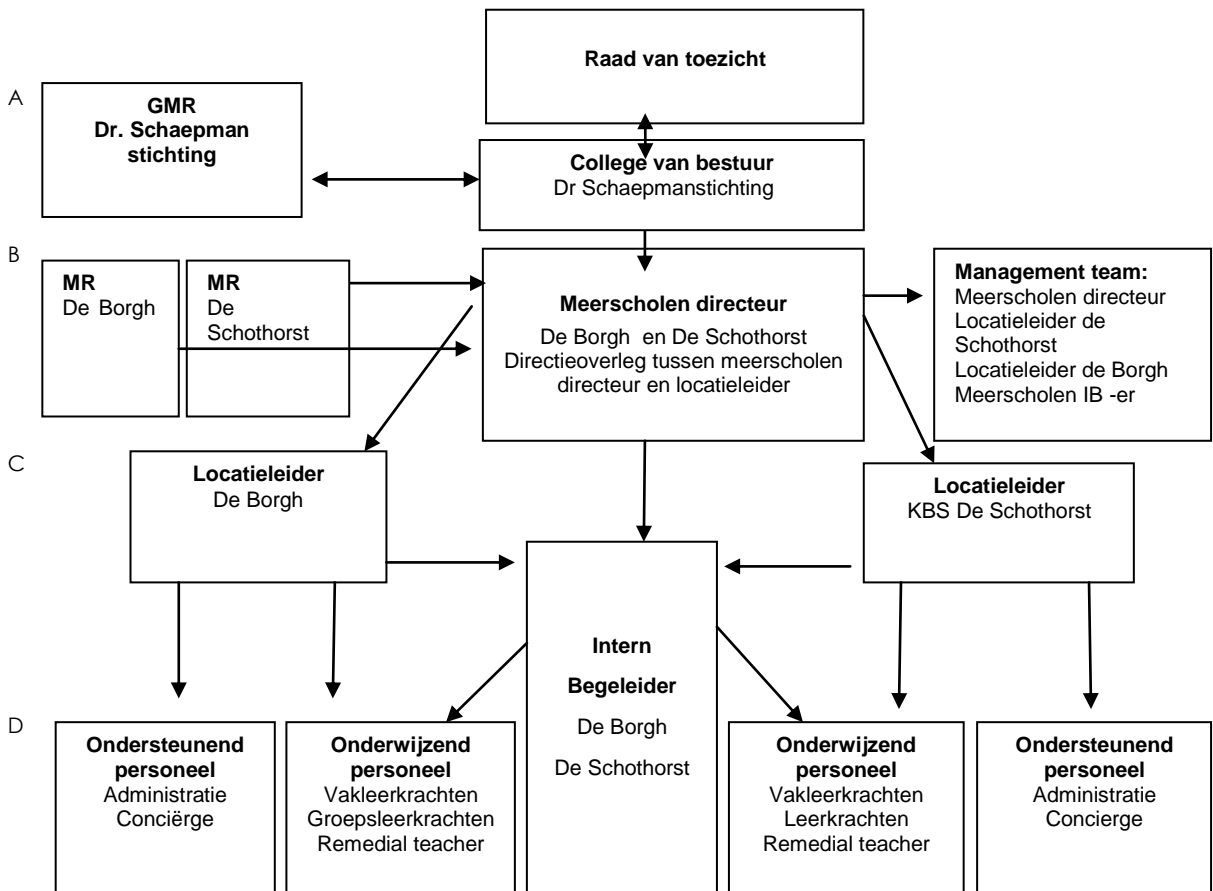 Raad van toezicht
A
GMR
Dr. Schaepman
stichting
College van bestuur
Dr Schaepmanstichting
B
MR
De Borgh
MR
De
Schothorst
Meerscholen directeur
De Borgh en De Schothorst
Directieoverleg tussen meerscholen
directeur en locatieleider
Management team:
Meerscholen directeur
Locatieleider de
Schothorst
Locatieleider de Borgh
Meerscholen IB -er
C
Locatieleider
De Borgh
Locatieleider
KBS De Schothorst
Intern
Begeleider
De Borgh
De Schothorst
D
Ondersteunend
personeel
Administratie
Conciërge
Onderwijzend
personeel
Vakleerkrachten
Groepsleerkrachten
Remedial teacher
Onderwijzend
personeel
Vakleerkrachten
Leerkrachten
Remedial teacher
Ondersteunend
personeel
Administratie
Concierge